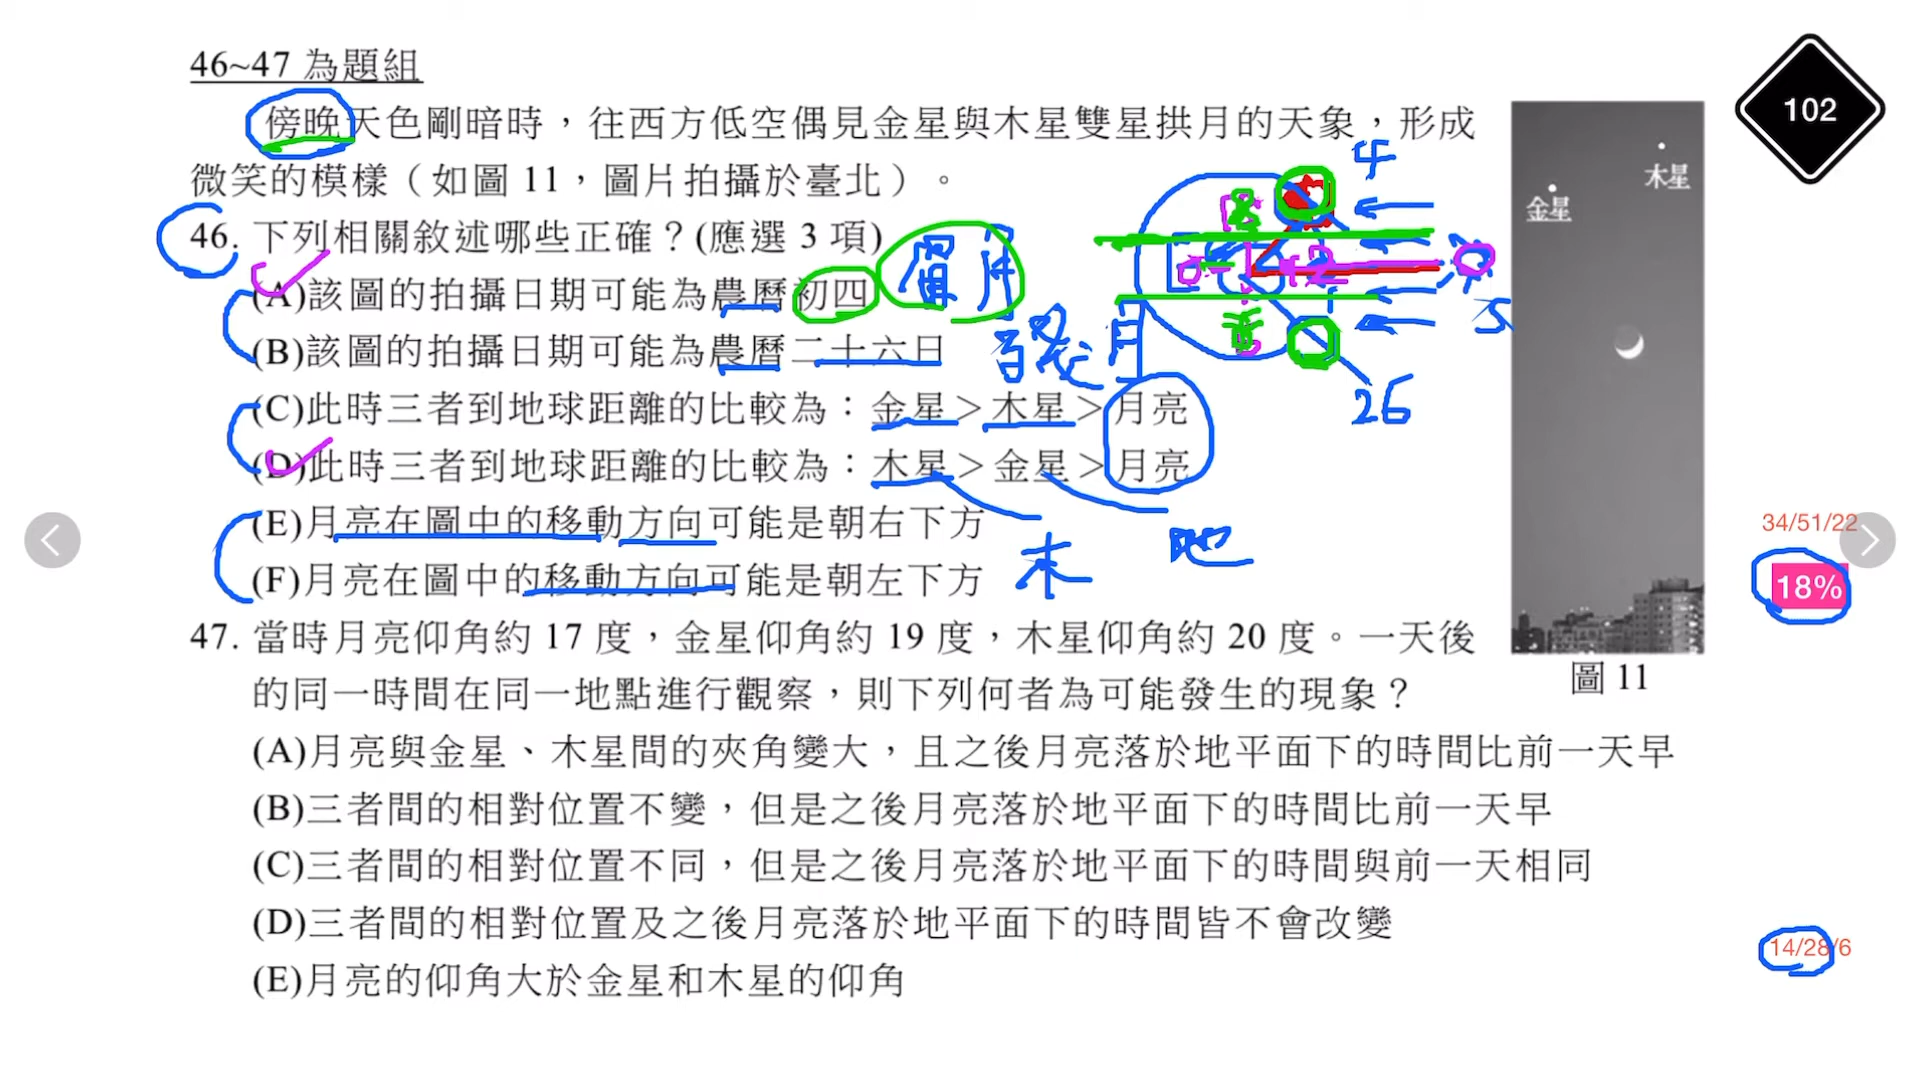 46~47 為題組
傍晚天色剛暗時，往西方低空偶見金星與木星雙星拱月的天象，形成
微笑的模樣（如圖 11，圖片拍攝於臺北）。
46. 下列相關敘述哪些正確？(應選 3 項)
(A)該圖的拍攝日期可能為農曆初四
(B)該圖的拍攝日期可能為農曆二十六日
(C)此時三者到地球距離的比較為：金星＞木星＞月亮
(D)此時三者到地球距離的比較為：木星＞金星＞月亮
(E)月亮在圖中的移動方向可能是朝右下方
(F)月亮在圖中的移動方向可能是朝左下方
47. 當時月亮仰角約 17 度，金星仰角約 19 度，木星仰角約 20 度。一天後
的同一時間在同一地點進行觀察，則下列何者為可能發生的現象？
(A)月亮與金星、木星間的夾角變大，且之後月亮落於地平面下的時間比前一天早
(B)三者間的相對位置不變，但是之後月亮落於地平面下的時間比前一天早
(C)三者間的相對位置不同，但是之後月亮落於地平面下的時間與前一天相同
(D)三者間的相對位置及之後月亮落於地平面下的時間皆不會改變
(E)月亮的仰角大於金星和木星的仰角
102
木星
金星
圖 11
34/51/22
18%
14/28/6
4
26
月
木
地